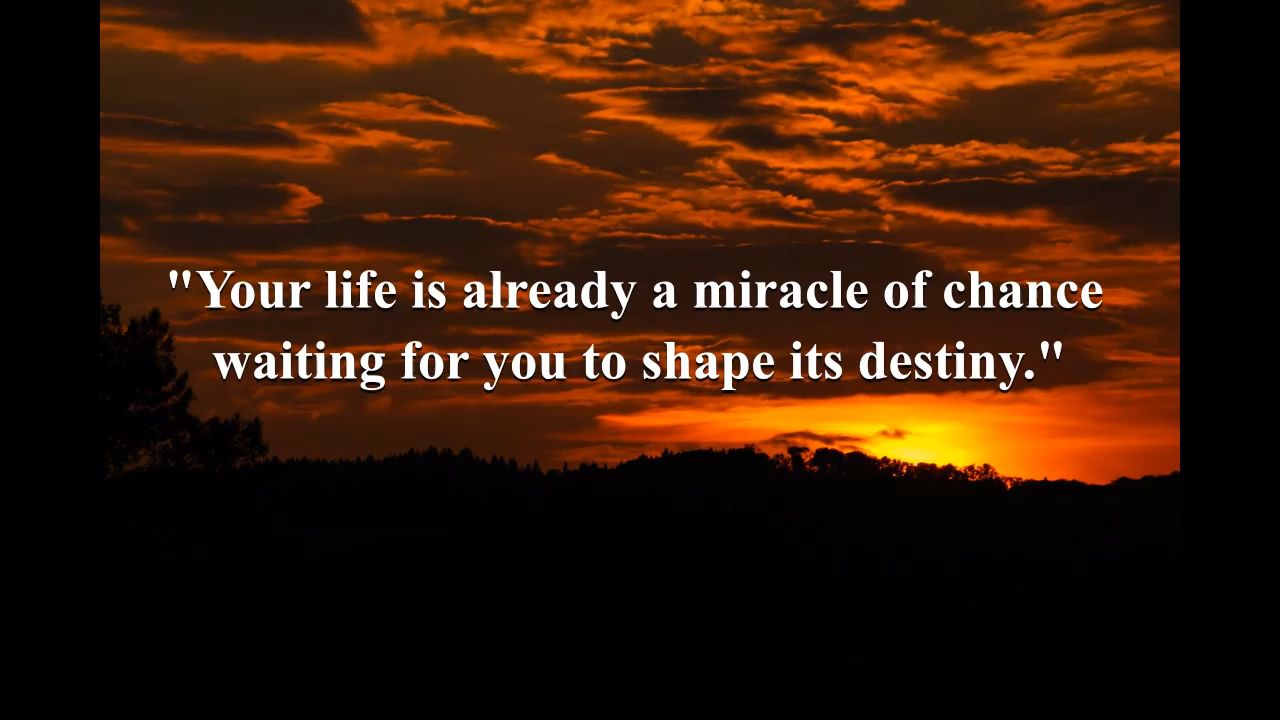 "Your life is already a miracle of chance
waiting for you to shape its destiny."